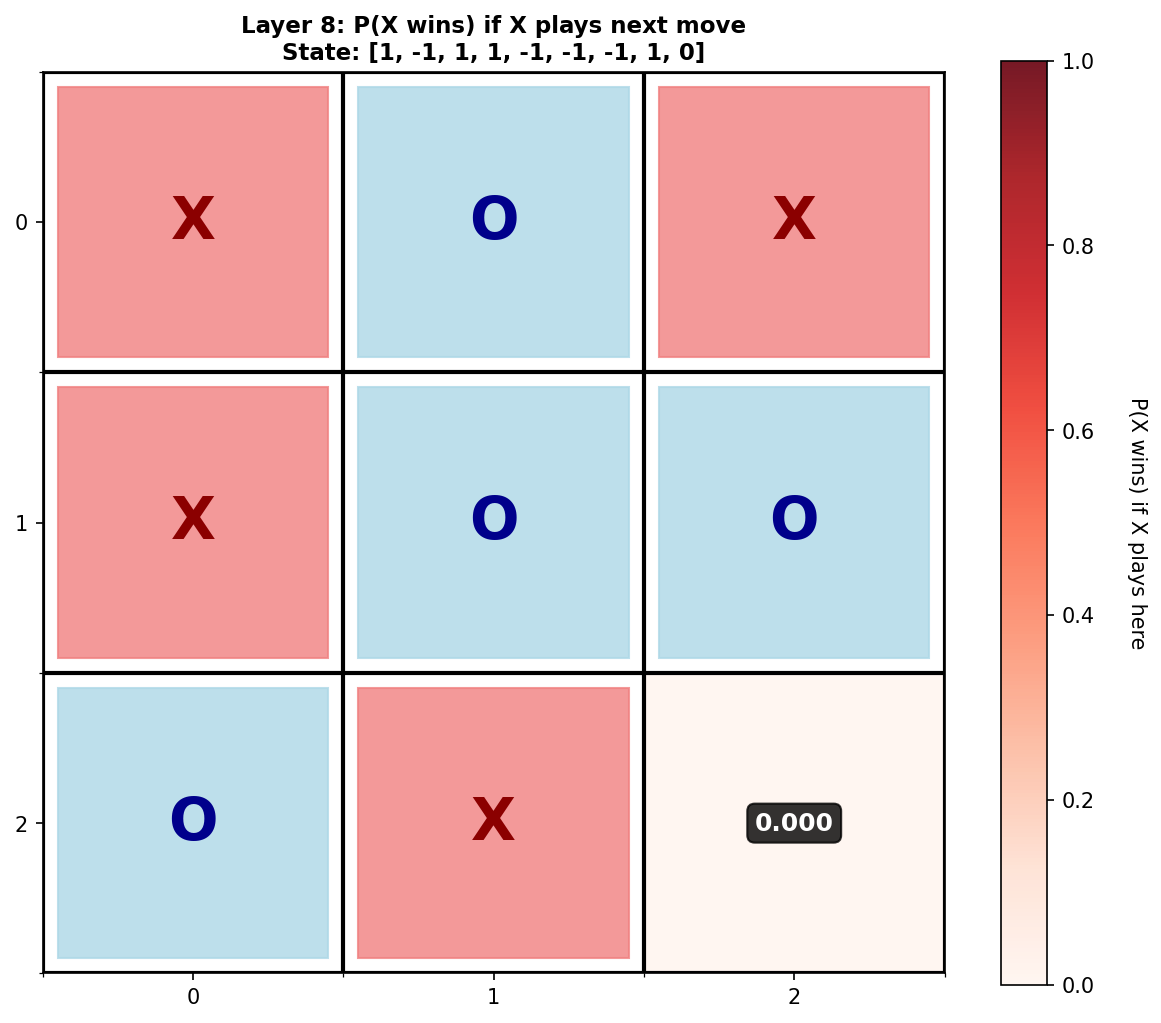 Layer 8: P(X wins) if X plays next move
State: [1, -1, 1, 1, -1, -1, -1, 1, 0]
1.0
0.8
0.6
0.4
0.2
0.0
P(X wins) if X plays here
0
X
O
X
1
X
O
O
2
O
X
0.000
0
1
2